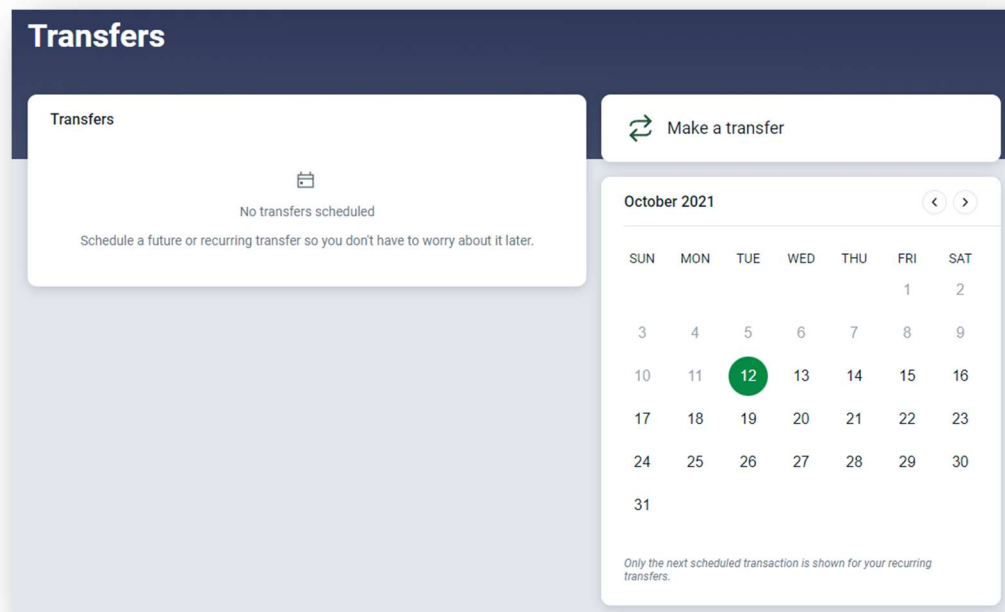 Transfers
Transfers
No transfers scheduled
Schedule a future or recurring transfer so you don't have to worry about it later.
Make a transfer
October 2021
SUN MON TUE WED THU FRI SAT
1 2
3 4 5 6 7 8 9
10 11 12 13 14 15 16
17 18 19 20 21 22 23
24 25 26 27 28 29 30
31
Only the next scheduled transaction is shown for your recurring
transfers.